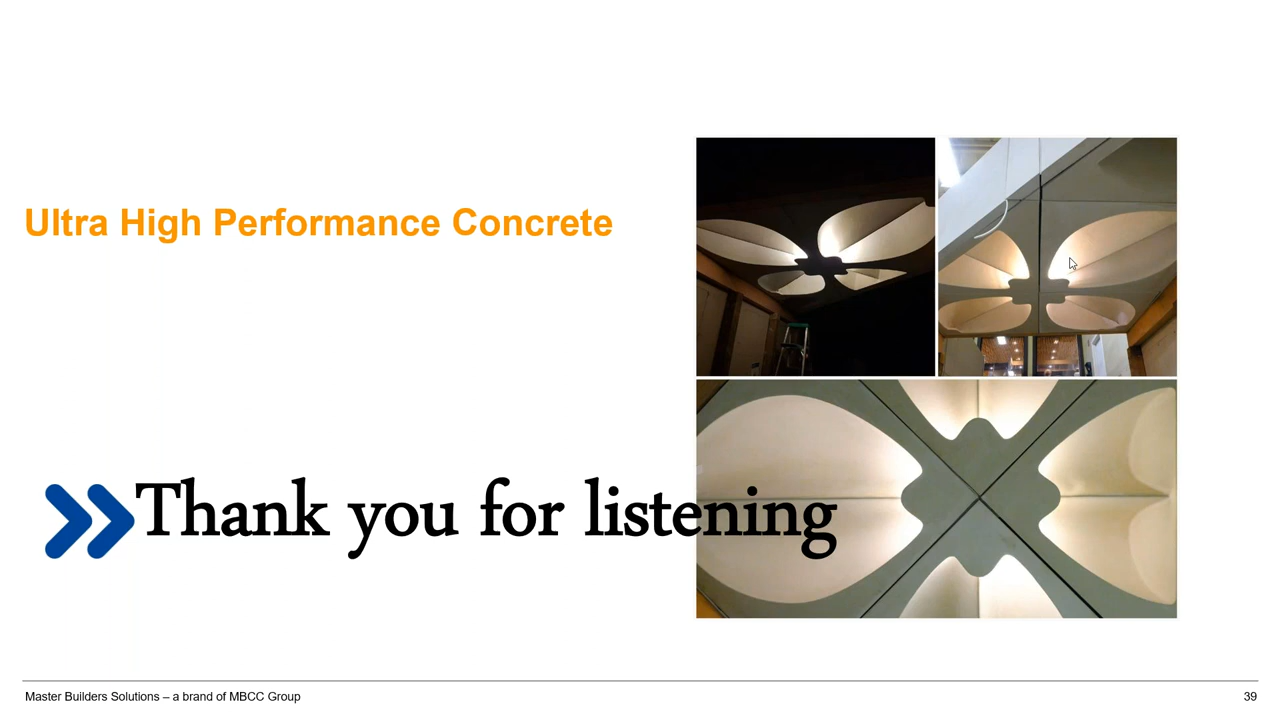 Ultra High Performance Concrete
Thank you for listening
Master Builders Solutions – a brand of MBCC Group
39